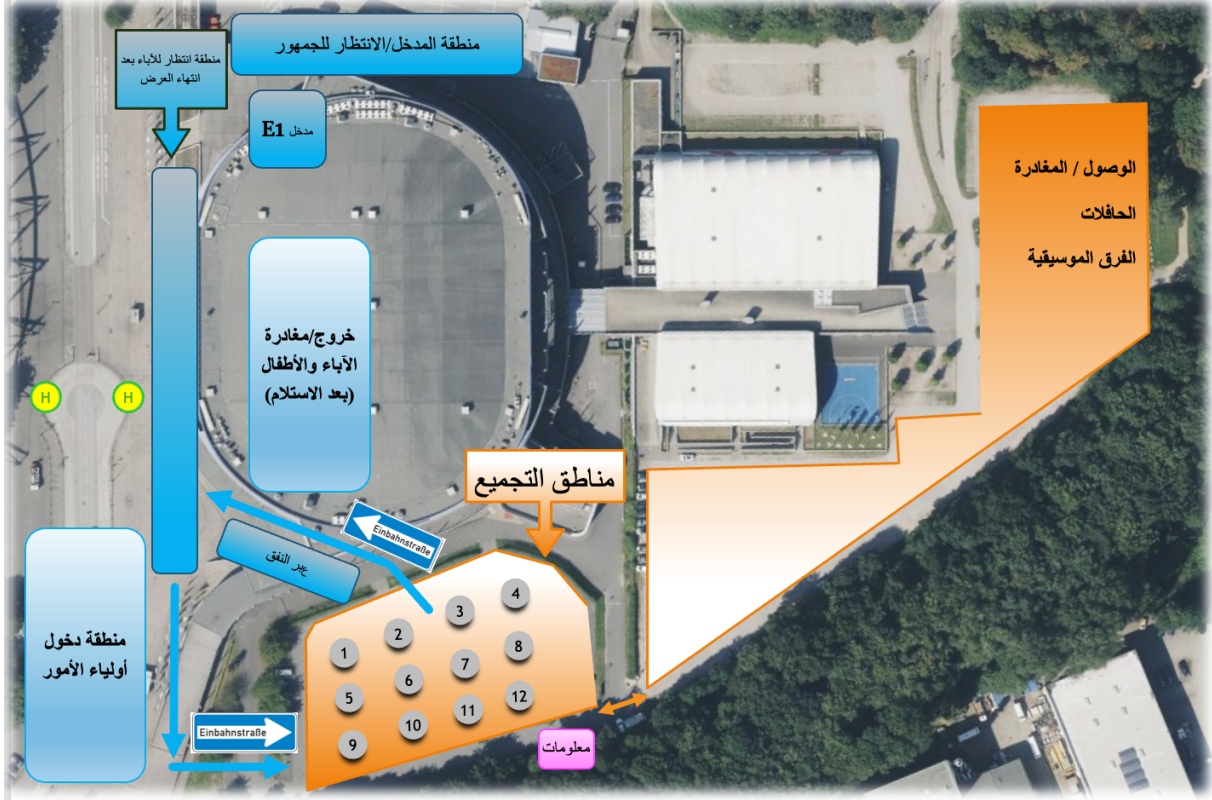 منطقة المدخل/الانتظار للجمهور
منطقة انتظار للآباء بعد
انتهاء العرض
مدخل E1
الوصول / المغادرة
الحافلات
الفرق الموسيقية
خروج/مغادرة
الآباء والأطفال
(بعد الاستلام)
H
H
مناطق التجميع
Einbahnstraße
عبر النفق
منطقة دخول
أولياء الأمور
1
2
3
4
5
6
7
8
9
10
11
12
Einbahnstraße
معلومات